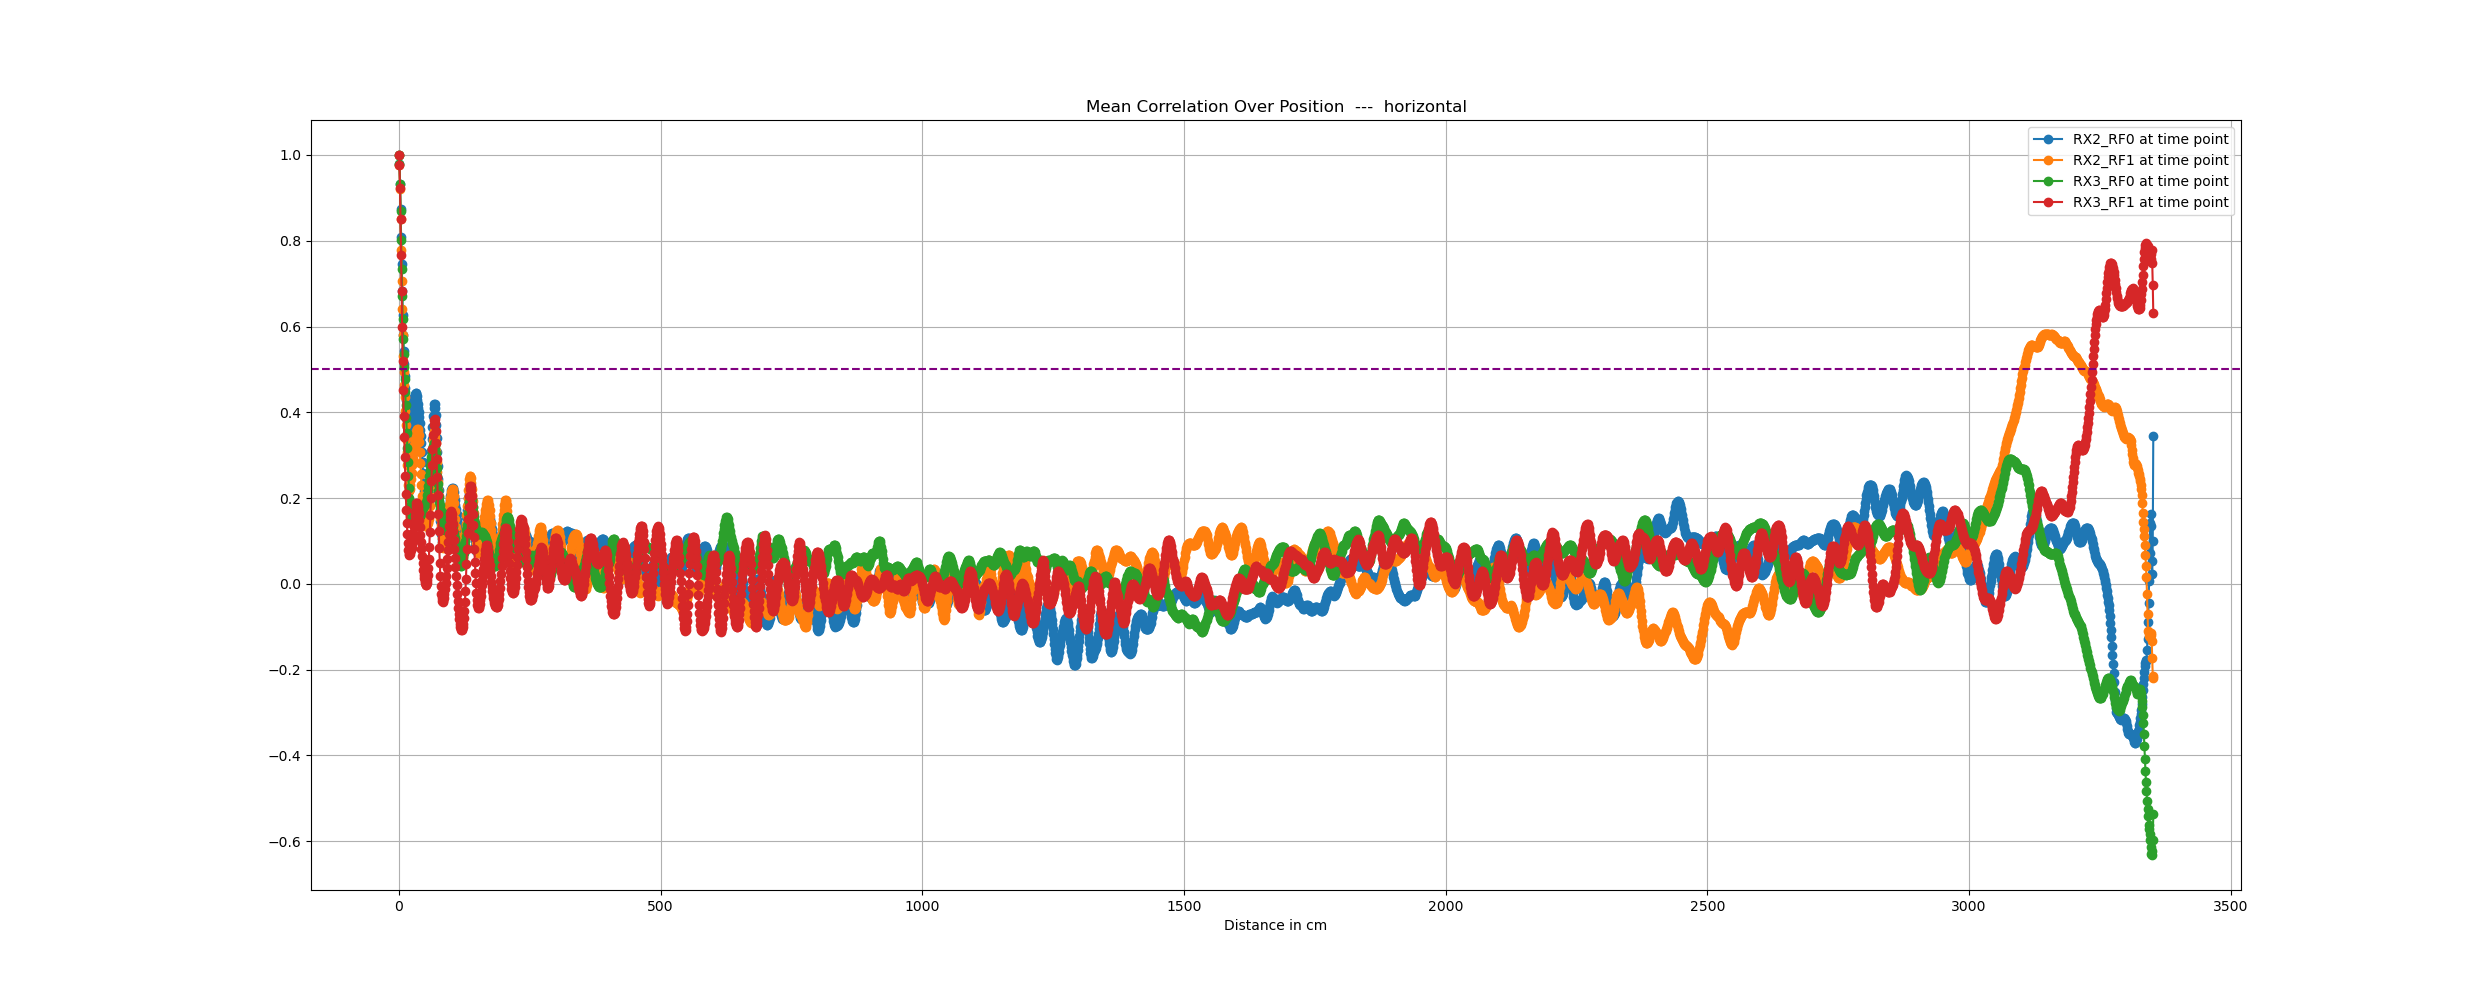 Mean Correlation Over Position  ---  horizontal
RX2_RF0 at time point
RX2_RF1 at time point
RX3_RF0 at time point
RX3_RF1 at time point
1.0
0.8
0.6
0.4
0.2
0.0
−0.2
−0.4
−0.6
0 500 1000 1500 2000 2500 3000 3500
Distance in cm